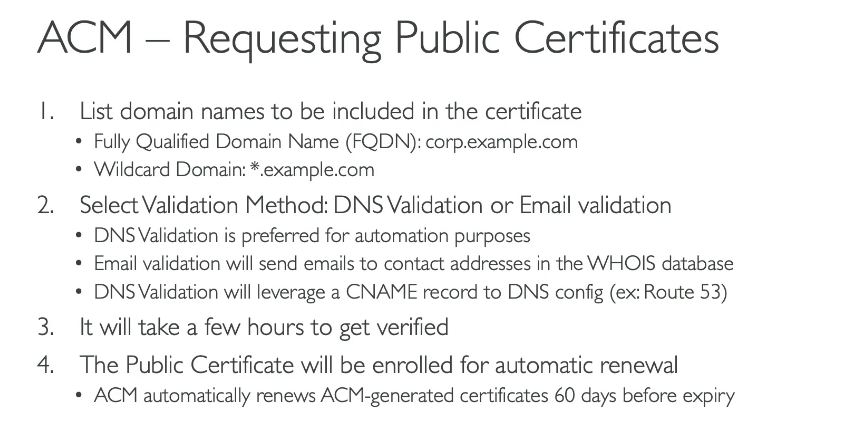 ACM – Requesting Public Certificates
1. List domain names to be included in the certificate
• Fully Qualified Domain Name (FQDN): corp.example.com
• Wildcard Domain: *.example.com
2. Select Validation Method: DNS Validation or Email validation
• DNS Validation is preferred for automation purposes
• Email validation will send emails to contact addresses in the WHOIS database
• DNS Validation will leverage a CNAME record to DNS config (ex: Route 53)
3. It will take a few hours to get verified
4. The Public Certificate will be enrolled for automatic renewal
• ACM automatically renews ACM-generated certificates 60 days before expiry